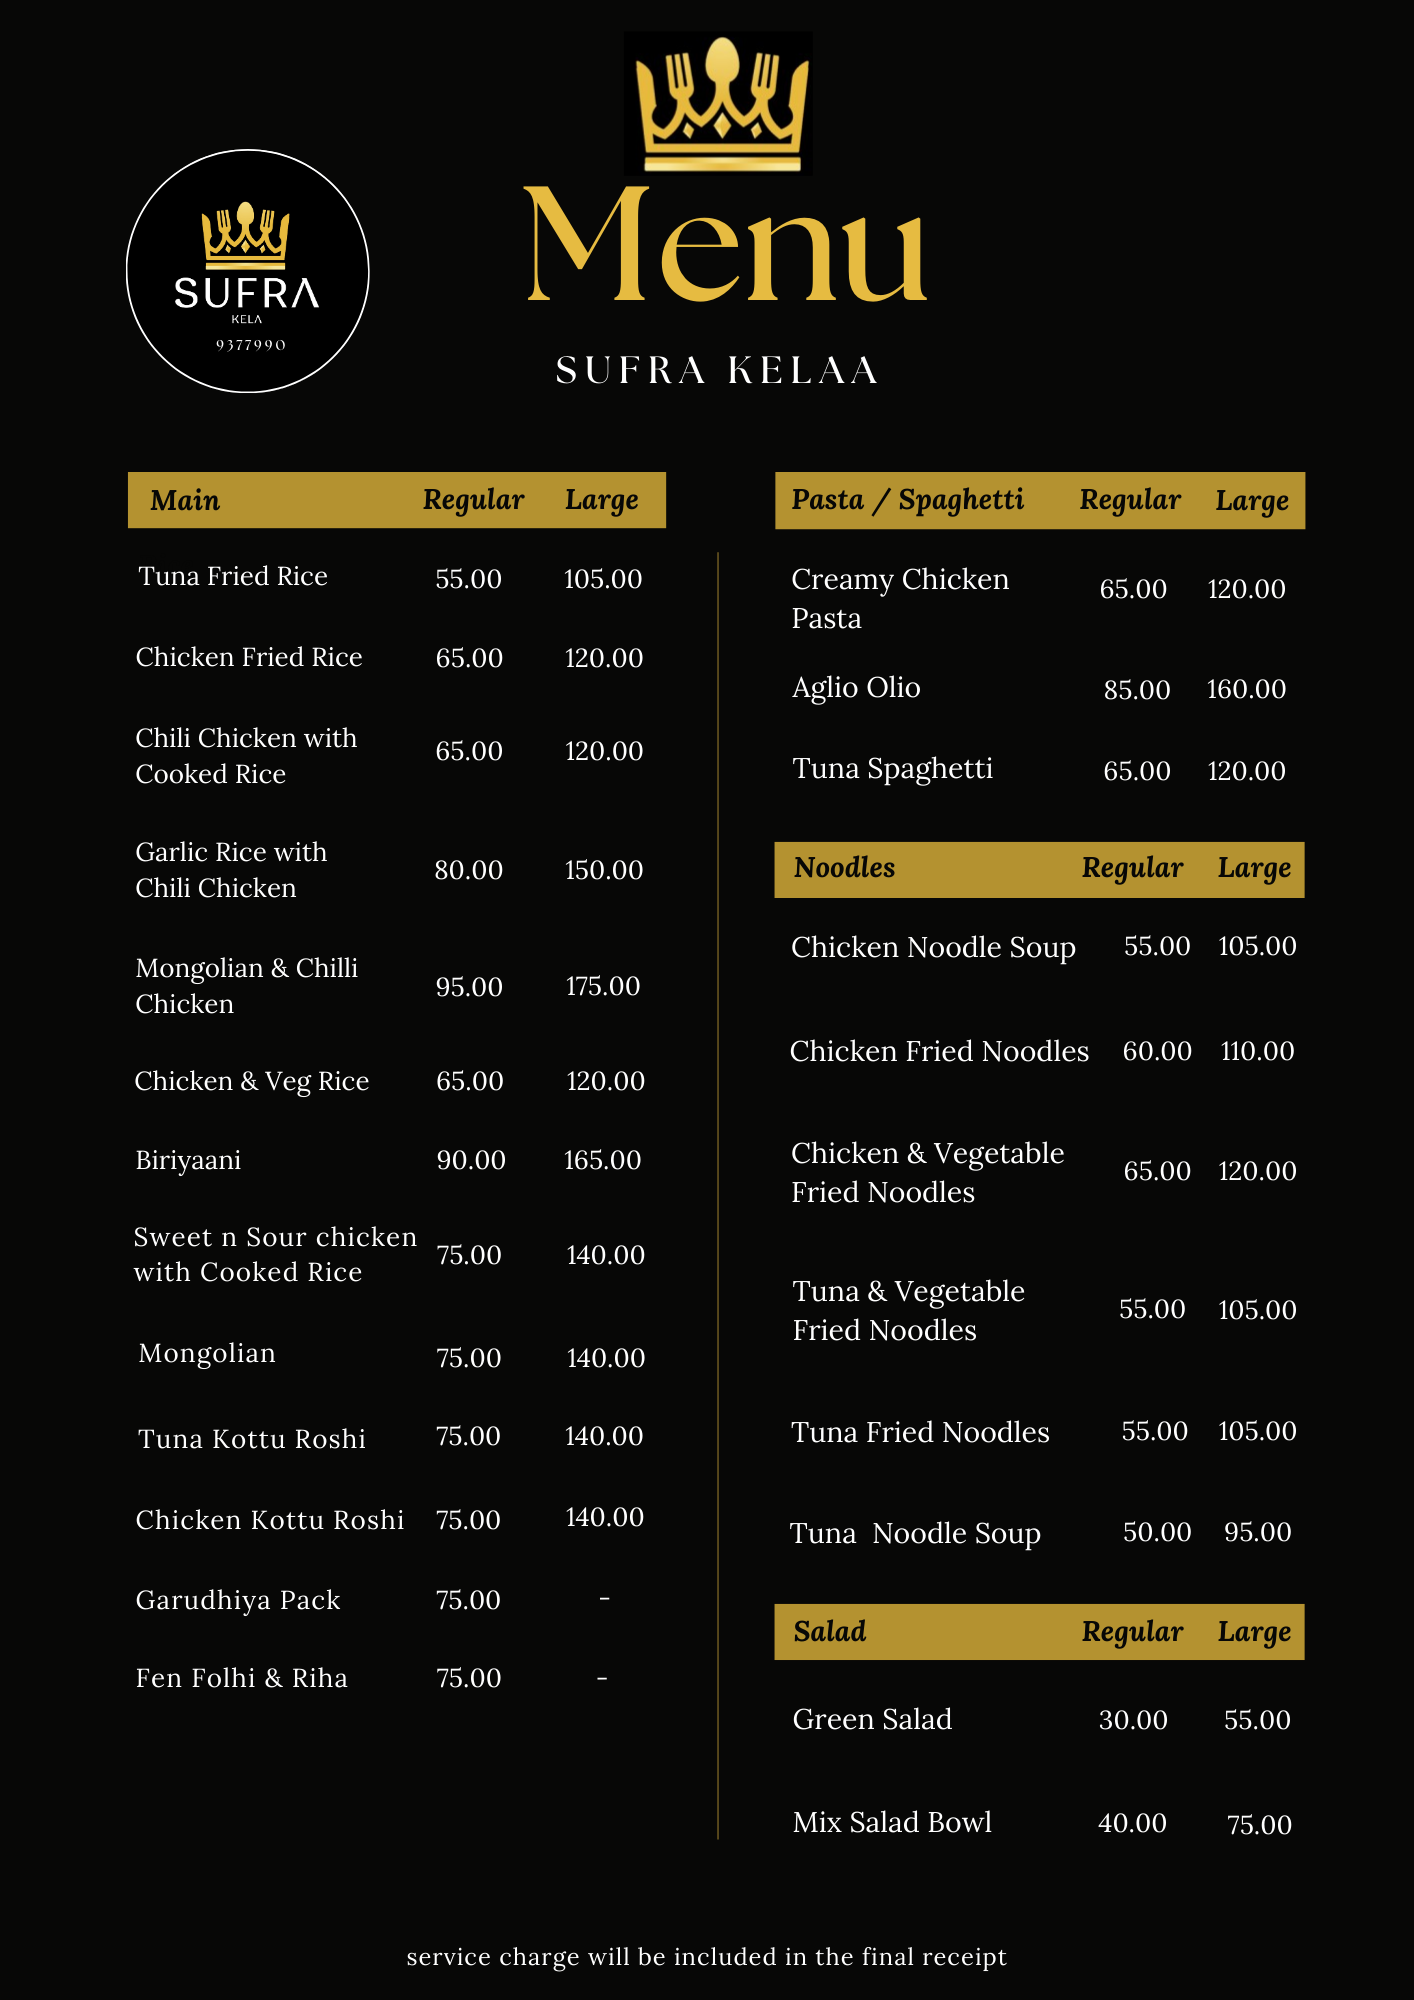 SUFRA
KELA
9377990
Menu
SUFRA KELAA
Main Regular Large
Tuna Fried Rice 55.00 105.00
Chicken Fried Rice 65.00 120.00
Chili Chicken with
Cooked Rice 65.00 120.00
Garlic Rice with
Chili Chicken 80.00 150.00
Mongolian & Chilli
Chicken 95.00 175.00
Chicken & Veg Rice 65.00 120.00
Biriyaani 90.00 165.00
Sweet n Sour chicken
with Cooked Rice 75.00 140.00
Mongolian 75.00 140.00
Tuna Kottu Roshi 75.00 140.00
Chicken Kottu Roshi 75.00 140.00
Garudhiya Pack 75.00 -
Fen Folhi & Riha 75.00 -
Pasta / Spaghetti Regular Large
Creamy Chicken
Pasta 65.00 120.00
Aglio Olio 85.00 160.00
Tuna Spaghetti 65.00 120.00
Noodles Regular Large
Chicken Noodle Soup 55.00 105.00
Chicken Fried Noodles 60.00 110.00
Chicken & Vegetable
Fried Noodles 65.00 120.00
Tuna & Vegetable
Fried Noodles 55.00 105.00
Tuna Fried Noodles 55.00 105.00
Tuna Noodle Soup 50.00 95.00
Salad Regular Large
Green Salad 30.00 55.00
Mix Salad Bowl 40.00 75.00
service charge will be included in the final receipt